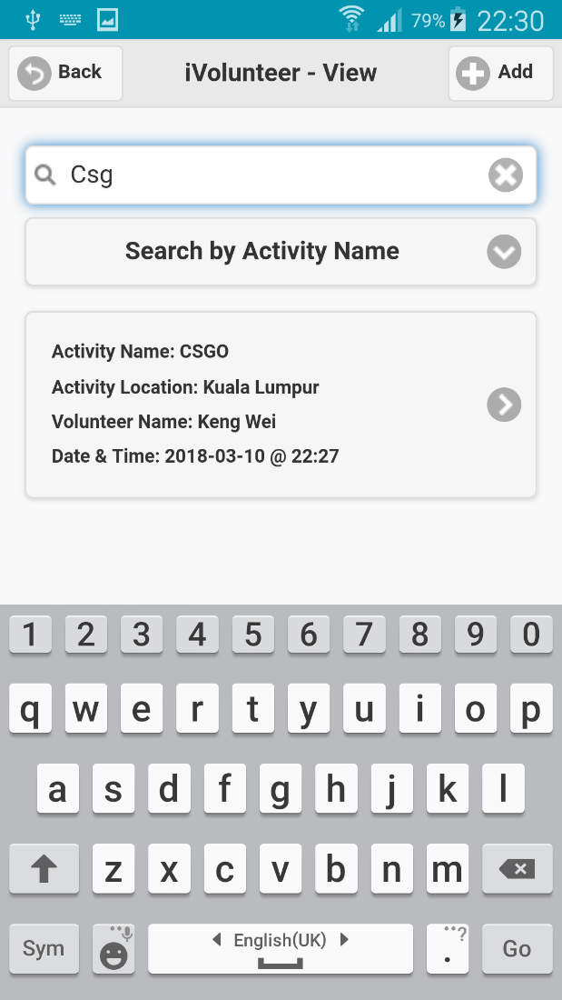 79% 22:30
Back iVolunteer - View Add
Csg
Search by Activity Name
Activity Name: CSGO
Activity Location: Kuala Lumpur
Volunteer Name: Keng Wei
Date & Time: 2018-03-10 @ 22:27
1 2 3 4 5 6 7 8 9 0
q w e r t y u i o p
a s d f g h j k l
z x c v b n m
Sym English(UK) . ? Go